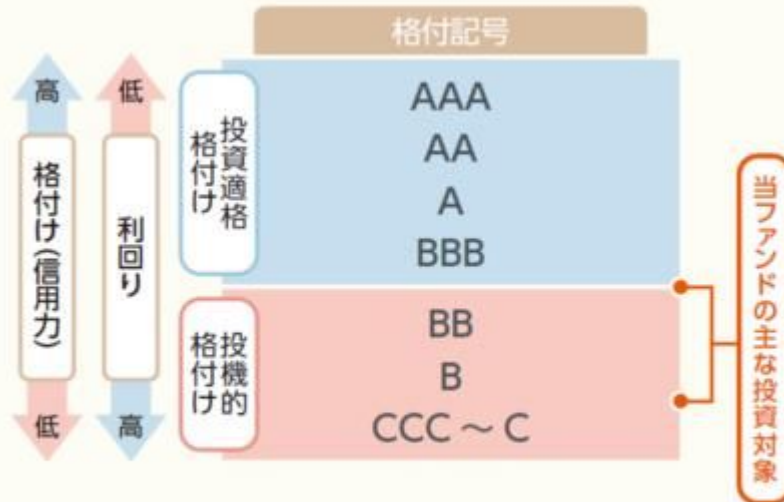 格付記号
高
低
格付け(信用力)
利回り
低
高
投資適格
格付け
AAA
AA
A
BBB
投機的
格付け
BB
B
CCC ～ C
当ファンドの主な投資対象